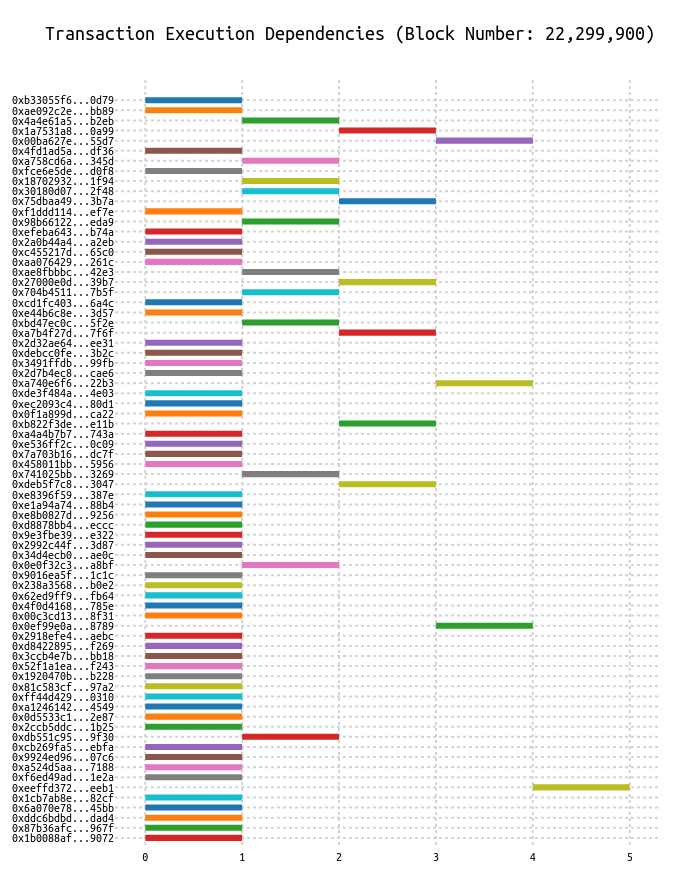 Transaction Execution Dependencies (Block Number: 22,299,900)
0xb33055f6...0d79
0xae092c2e...bb89
0x4a4e61a5...b2eb
0x1a7531a8...0a99
0x00ba627e...55d7
0x4fd1ad5a...df36
0xa758cd6a...345d
0xfce6e5de...d0f8
0x18702932...1f94
0x30180d07...2f48
0x75dbaa49...3b7a
0xf1ddd114...ef7e
0x98b66122...eda9
0xefeba643...b74a
0x2a0b44a4...a2eb
0xc455217d...65c0
0xaa076429...261c
0xae8fbbbc...42e3
0x27000e0d...39b7
0x704b4511...7b5f
0xcd1fc403...6a4c
0xe44b6c8e...3d57
0xbd47ec0c...5f2e
0xa7b4f27d...7f6f
0x2d32ae64...ee31
0xdebcc0fe...3b2c
0x3491ffdb...99fb
0x2d7b4ec8...cae6
0xa740e6f6...22b3
0xde3f484a...4e03
0xec2093c4...80d1
0x0f1a899d...ca22
0xb822f3de...e11b
0xa4a4b7b7...743a
0xe536ff2c...0c09
0x7a703b16...dc7f
0x458011bb...5956
0x741025bb...3269
0xdeb5f7c8...3047
0xe8396f59...387e
0xe1a94a74...88b4
0xe8b0827d...9256
0xd8878bb4...eccc
0x9e3fbe39...e322
0x2992c44f...3d87
0x34d4ecb0...ae0c
0x0e0f32c3...a8bf
0x9016ea5f...1c1c
0x238a3568...b0e2
0x62ed9ff9...fb64
0x4f0d4168...785e
0x00c3cd13...8f31
0x0ef99e0a...8789
0x2918efe4...aebc
0xd8422895...f269
0x3ccb4e7b...bb18
0x52f1a1ea...f243
0x1920470b...b228
0x81c583cf...97a2
0xff44d429...0310
0xa1246142...4549
0x0d5533c1...2e87
0x2ccb5ddc...1b25
0xdb551c95...9f30
0xcb269fa5...ebfa
0x9924ed96...07c6
0xa524d5aa...7188
0xf6ed49ad...1e2a
0xeeffd372...eeb1
0x1cb7ab8e...82cf
0x6a070e78...45bb
0xddc6bdbd...dad4
0x87b36afc...967f
0x1b0088af...9072
0 1 2 3 4 5